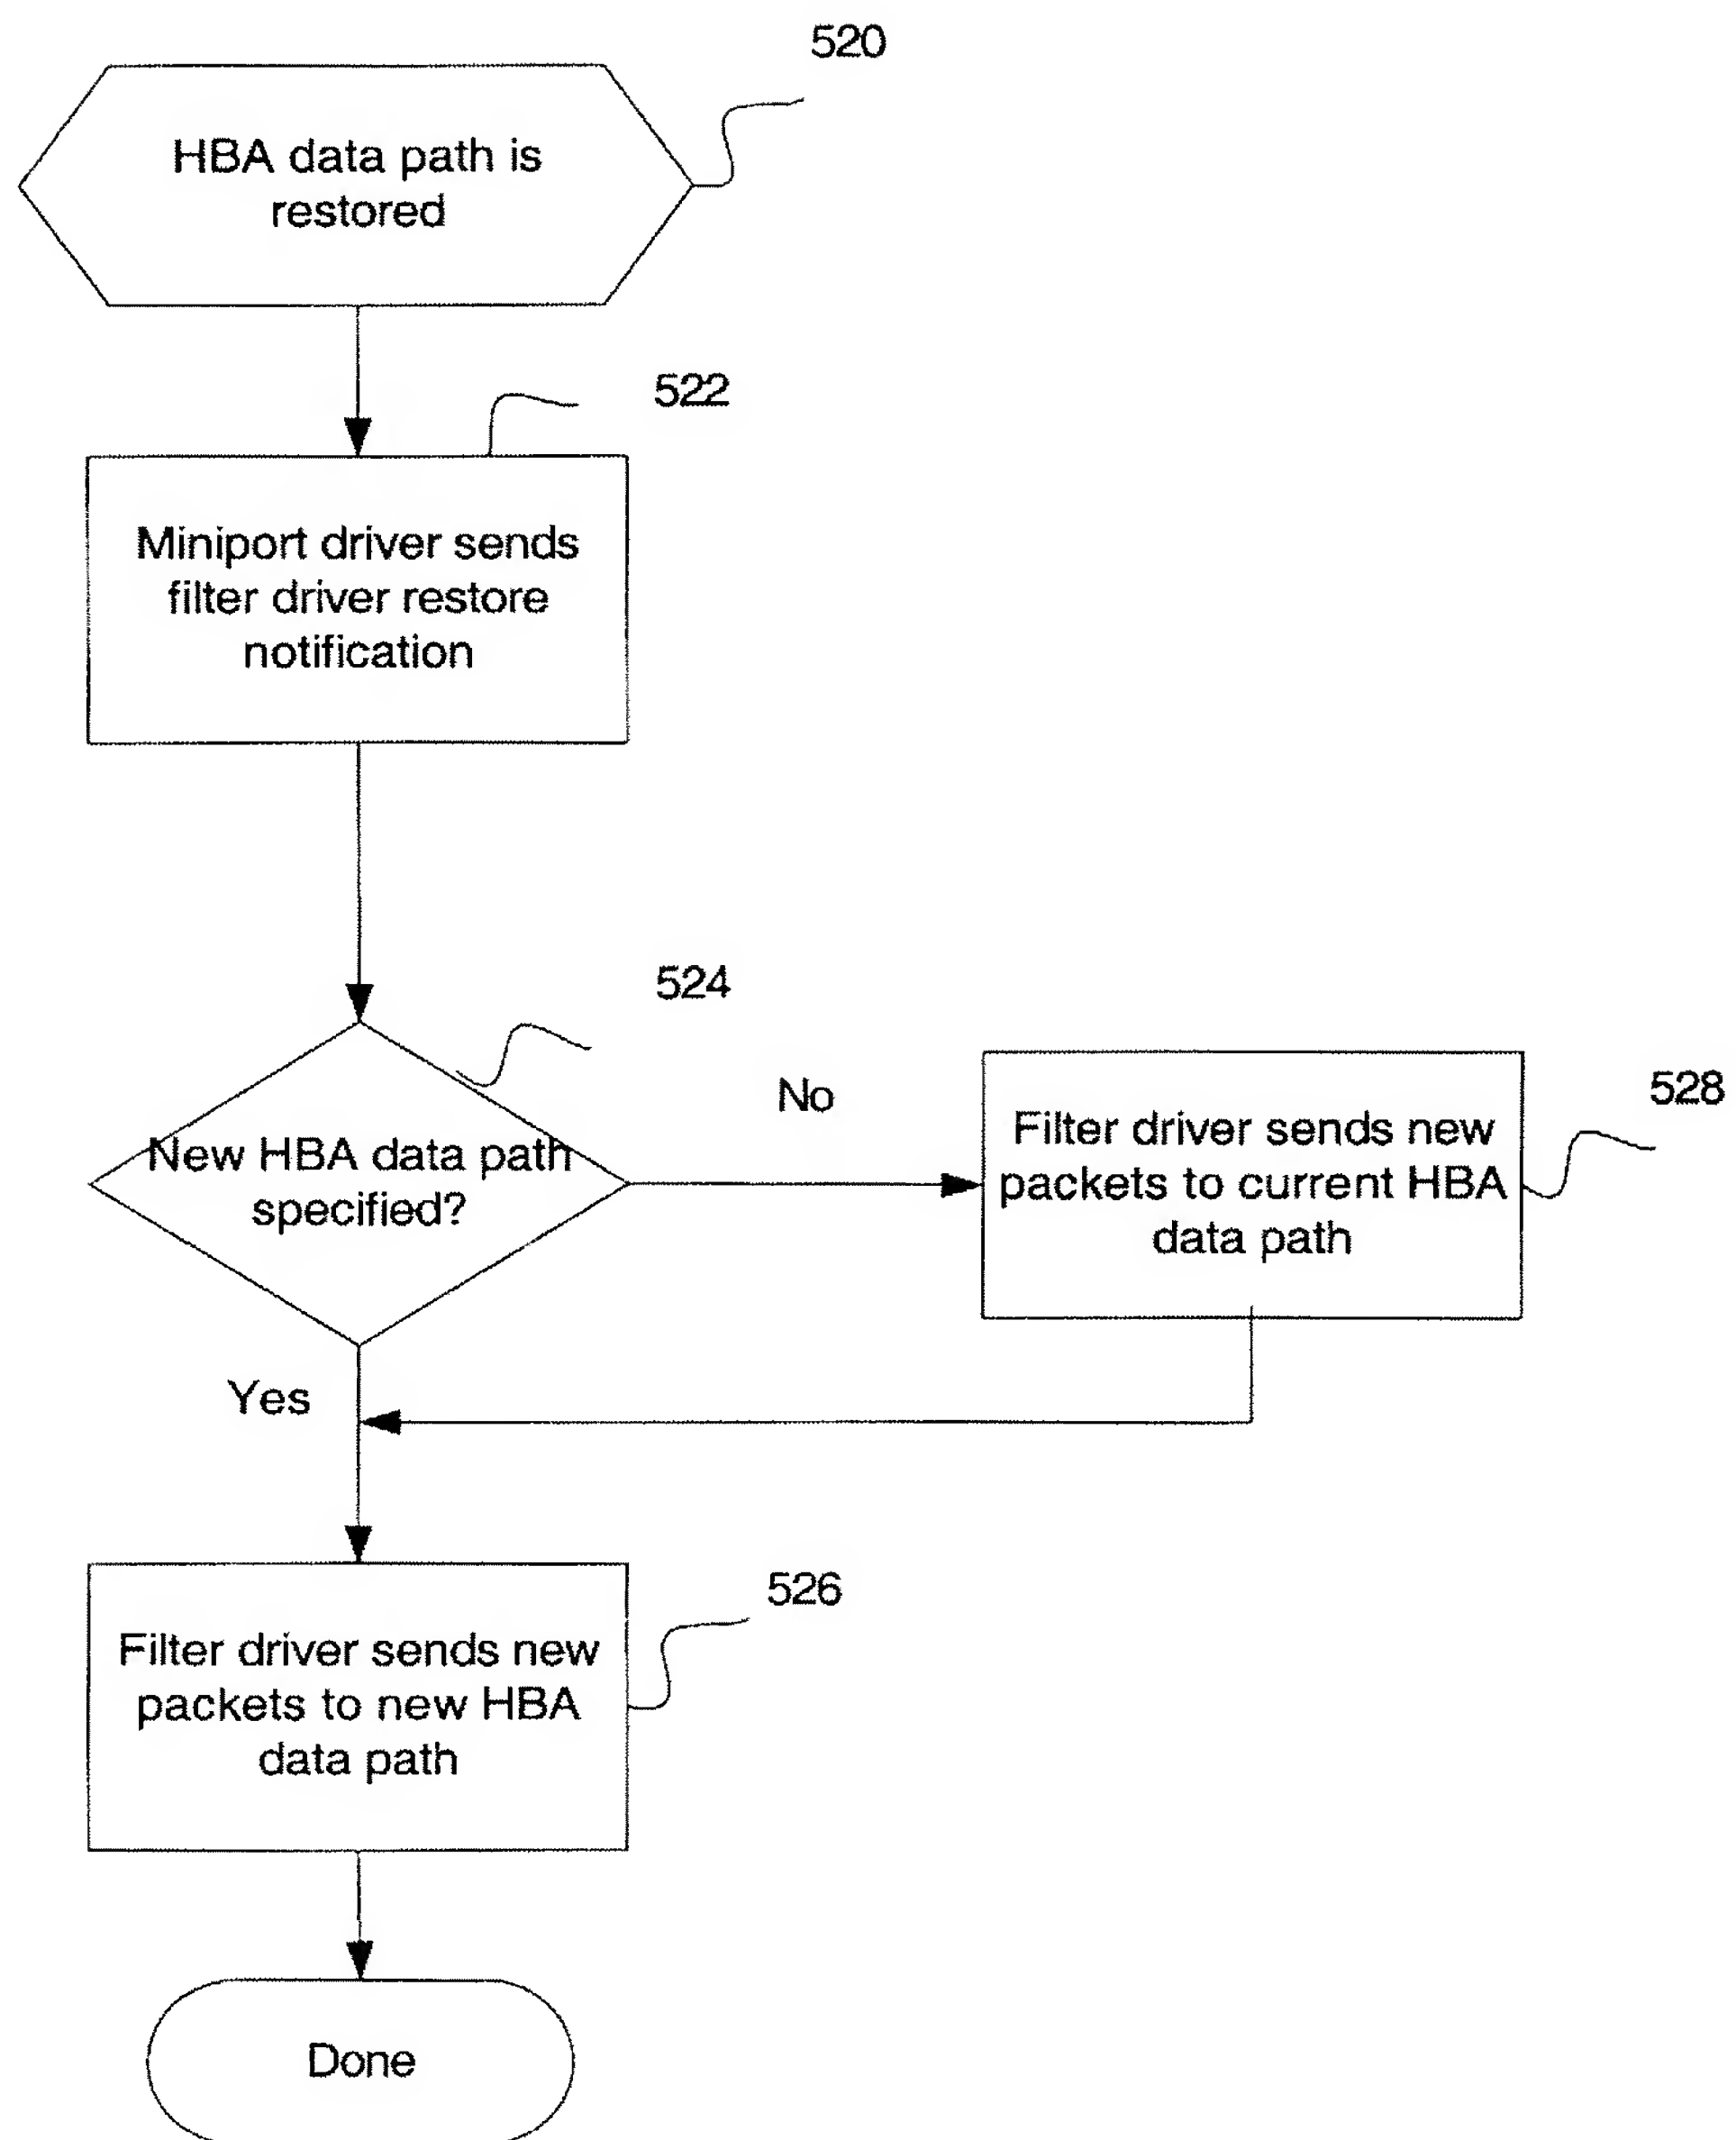 520
HBA data path is
restored
522
Miniport driver sends
filter driver restore
notification
524
New HBA data path
specified?
No
528
Filter driver sends new
packets to current HBA
data path
Yes
526
Filter driver sends new
packets to new HBA
data path
Done